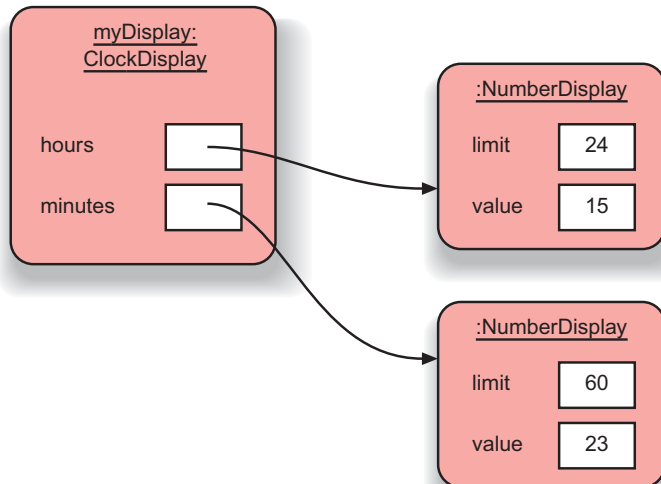 myDisplay:
ClockDisplay
hours
minutes
:NumberDisplay
limit 24
value 15
:NumberDisplay
limit 60
value 23